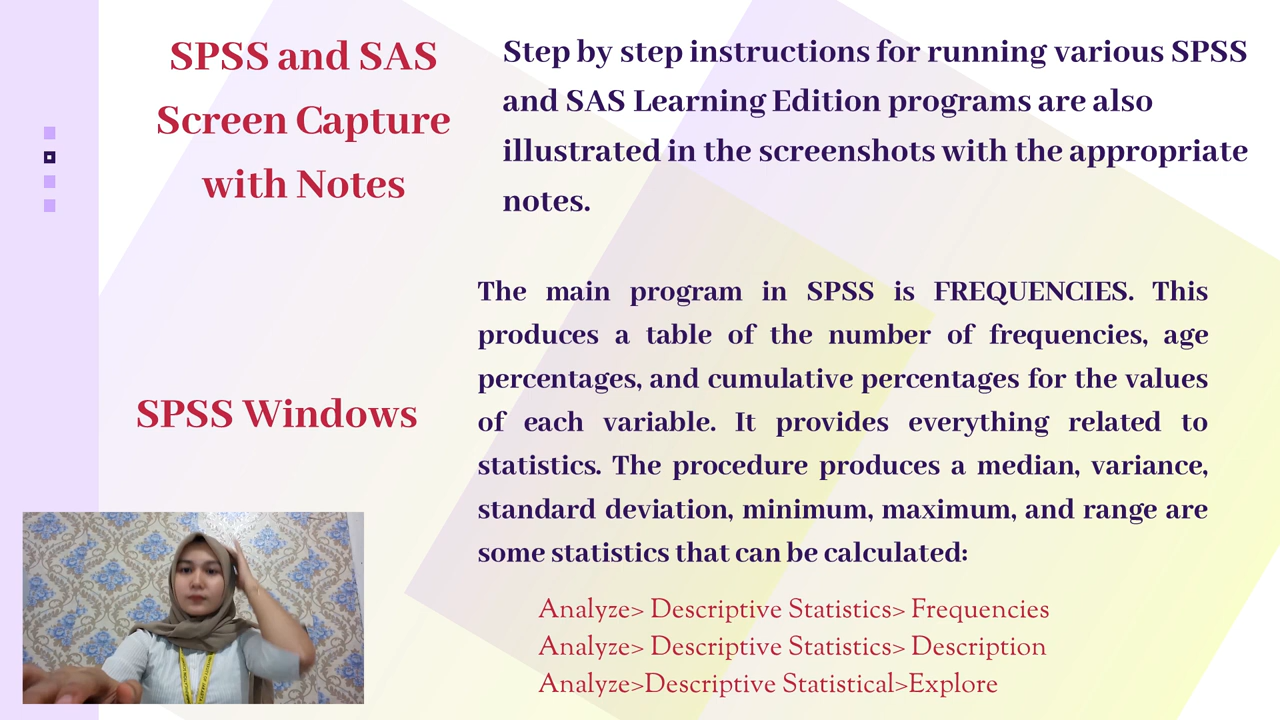 SPSS and SAS
Screen Capture
with Notes
Step by step instructions for running various SPSS
and SAS Learning Edition programs are also
illustrated in the screenshots with the appropriate
notes.
SPSS Windows
The main program in SPSS is FREQUENCIES. This
produces a table of the number of frequencies, age
percentages, and cumulative percentages for the values
of each variable. It provides everything related to
statistics. The procedure produces a median, variance,
standard deviation, minimum, maximum, and range are
some statistics that can be calculated:
Analyze> Descriptive Statistics> Frequencies
Analyze> Descriptive Statistics> Description
Analyze>Descriptive Statistical>Explore